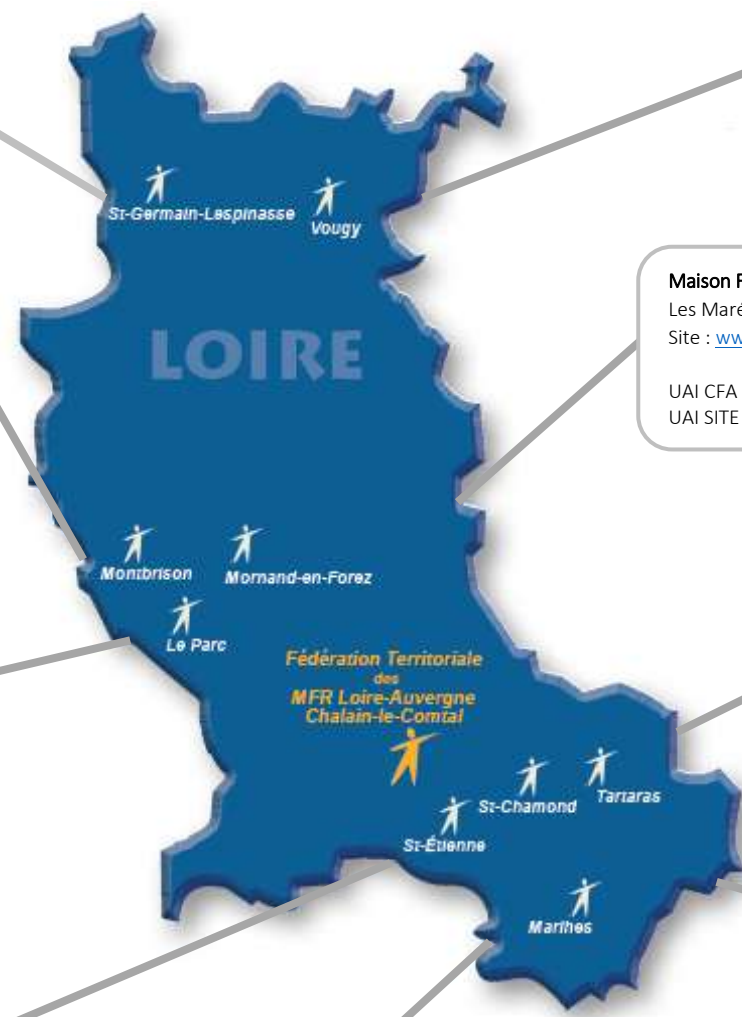 St-Germain-Lespinasse
Vougy
LOIRE
Maison F
Les Maré
Site : ww
UAI CFA
UAI SITE
Montbrison
Mornand-en-Forez
Le Parc
Fédération Territoriale
des
MFR Loire-Auvergne
Chalain-le-Comtal
St-Chamond
Tartaras
St-Étienne
Marlhes